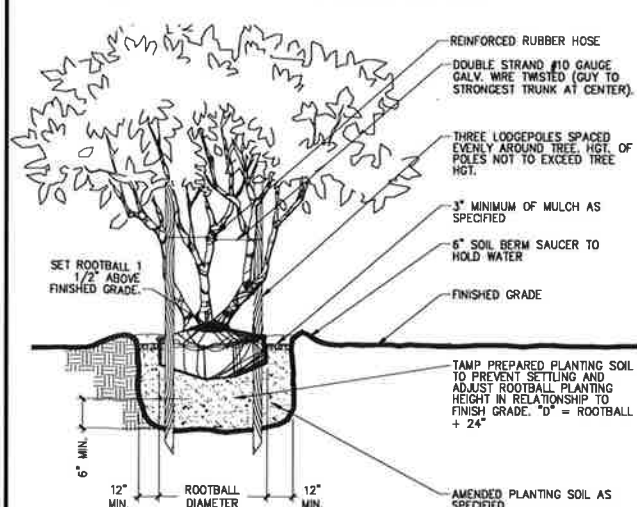 REINFORCED RUBBER HOSE
DOUBLE STRAND #10 GAUGE
GALV. WIRE TWISTED (GUY TO
STRONGEST TRUNK AT CENTER).
THREE LODGEPOLES SPACED
EVENLY AROUND TREE. HGT. OF
POLES NOT TO EXCEED TREE
HGT.
3" MINIMUM OF MULCH AS
SPECIFIED
6" SOIL BERM SAUCER TO
HOLD WATER
SET ROOTBALL 1
1/2" ABOVE
FINISHED GRADE.
FINISHED GRADE
TAMP PREPARED PLANTING SOIL
TO PREVENT SETTLING AND
ADJUST ROOTBALL PLANTING
HEIGHT IN RELATIONSHIP TO
FINISH GRADE. "D" = ROOTBALL
+ 24"
6" MIN.
12"
MIN.
ROOTBALL
DIAMETER
12"
MIN.
AMENDED PLANTING SOIL AS
SPECIFIED